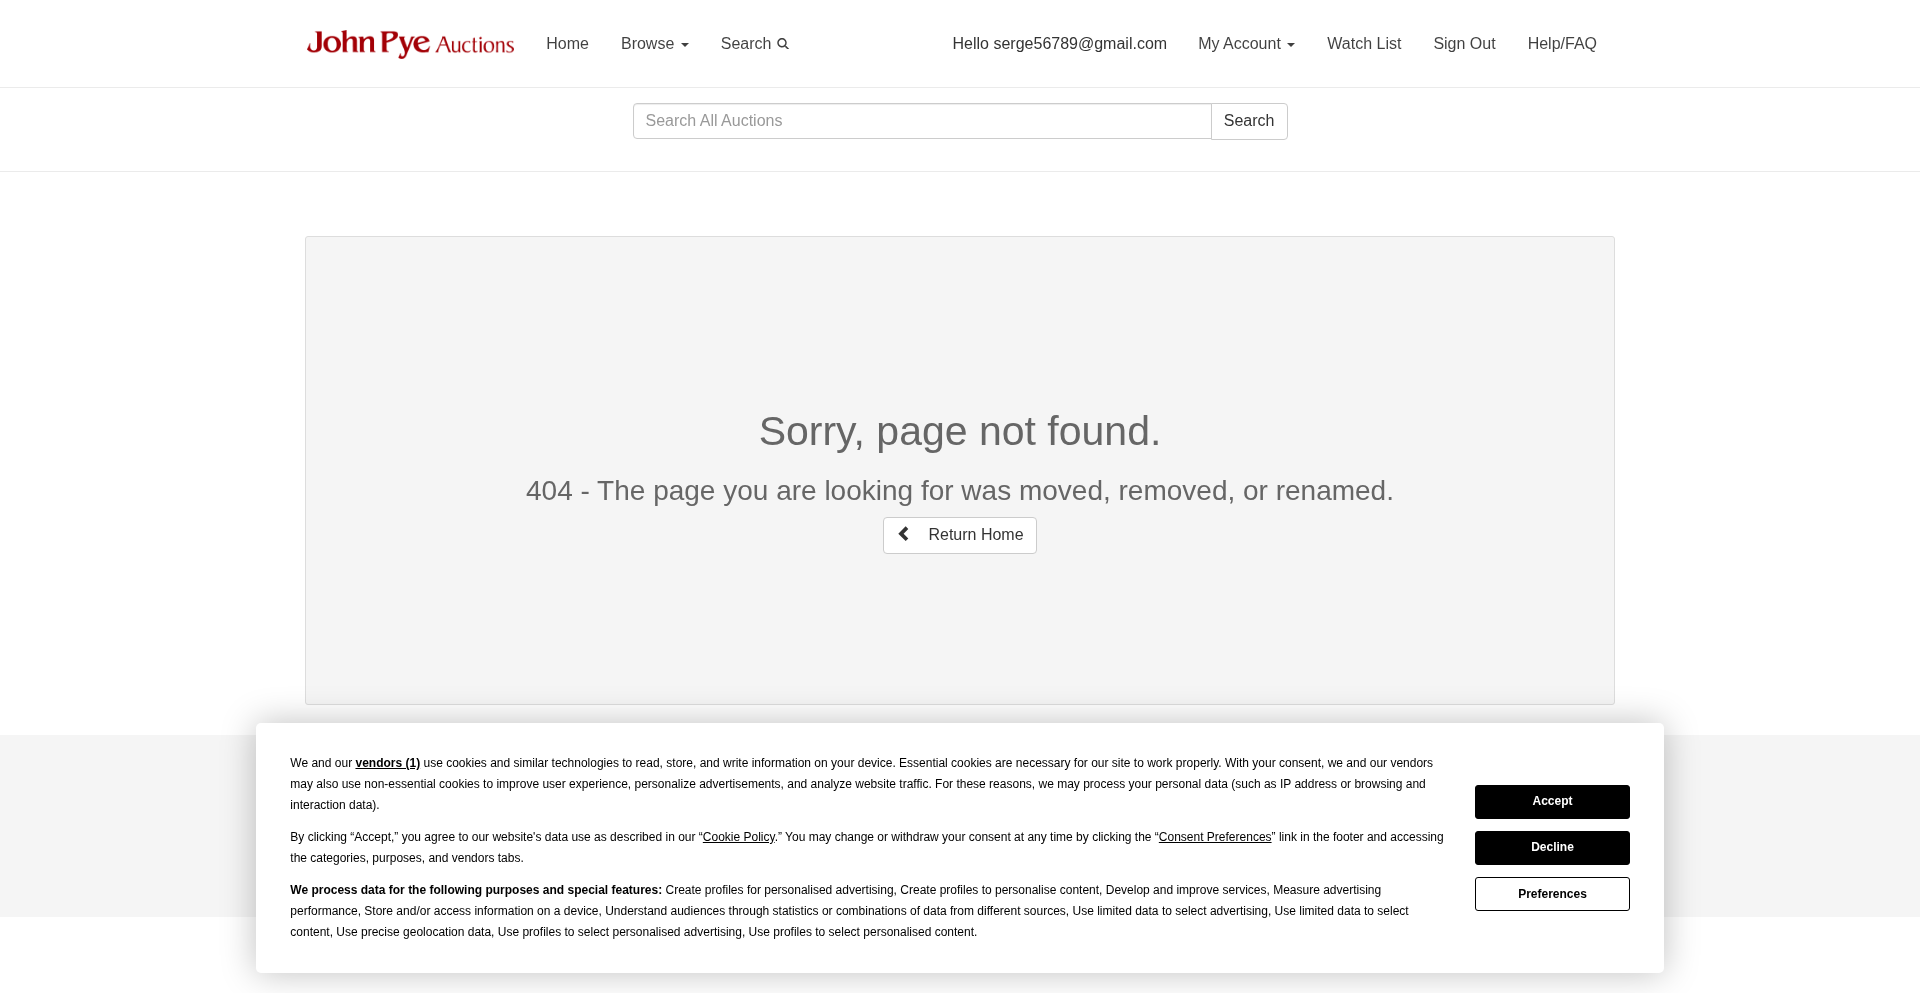 John Pye Auctions
Home
Browse
Search
Hello serge56789@gmail.com
My Account
Watch List
Sign Out
Help/FAQ
Search All Auctions
Search
Sorry, page not found.
404 - The page you are looking for was moved, removed, or renamed.
Return Home
We and our vendors (1) use cookies and similar technologies to read, store, and write information on your device. Essential cookies are necessary for our site to work properly. With your consent, we and our vendors
may also use non-essential cookies to improve user experience, personalize advertisements, and analyze website traffic. For these reasons, we may process your personal data (such as IP address or browsing and
interaction data).
By clicking “Accept,” you agree to our website's data use as described in our “Cookie Policy.” You may change or withdraw your consent at any time by clicking the “Consent Preferences” link in the footer and accessing
the categories, purposes, and vendors tabs.
We process data for the following purposes and special features: Create profiles for personalised advertising, Create profiles to personalise content, Develop and improve services, Measure advertising
performance, Store and/or access information on a device, Understand audiences through statistics or combinations of data from different sources, Use limited data to select advertising, Use limited data to select
content, Use precise geolocation data, Use profiles to select personalised advertising, Use profiles to select personalised content.
Accept
Decline
Preferences